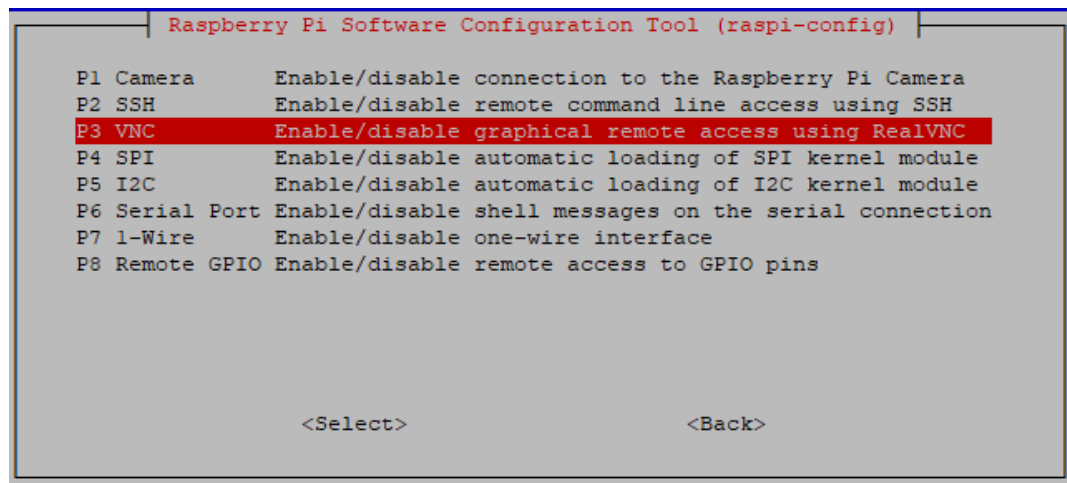 Raspberry Pi Software Configuration Tool (raspi-config)
P1 Camera Enable/disable connection to the Raspberry Pi Camera
P2 SSH Enable/disable remote command line access using SSH
P3 VNC Enable/disable graphical remote access using RealVNC
P4 SPI Enable/disable automatic loading of SPI kernel module
P5 I2C Enable/disable automatic loading of I2C kernel module
P6 Serial Port Enable/disable shell messages on the serial connection
P7 1-Wire Enable/disable one-wire interface
P8 Remote GPIO Enable/disable remote access to GPIO pins
<Select> <Back>